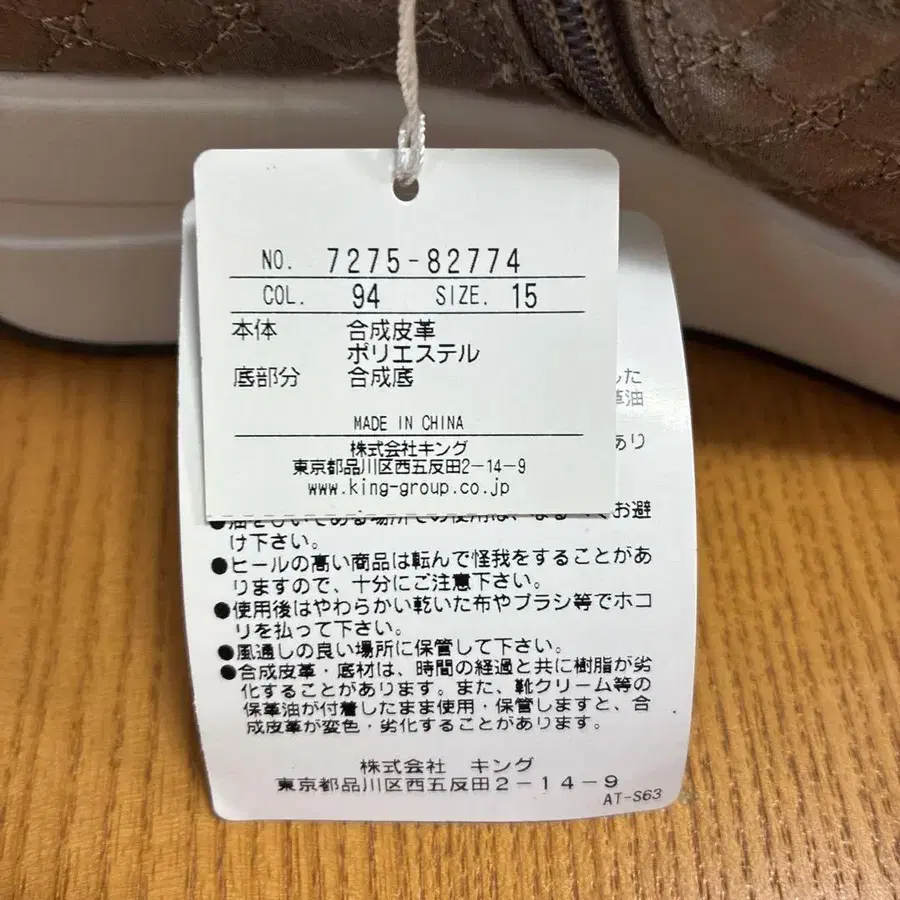 NO. 7275-82774
COL. 94 SIZE. 15
本体 合成皮革
ポリエステル
底部分 合成底
MADE IN CHINA
株式会社キング
東京都品川区西五反田2-14-9
www.king-group.co.jp
した
革油
あり
お避
け下さい。
●ヒールの高い商品は転んで怪我をすることがあ
りますので、十分にご注意下さい。
●使用後はやわらかい乾いた布やブラシ等でホコ
リを払って下さい。
●風通しの良い場所に保管して下さい。
●合成皮革・底材は、時間の経過と共に樹脂が劣
化することがあります。また、靴クリーム等の
保革油が付着したまま使用・保管しますと、合
成皮革が変色・劣化することがあります。
株式会社 キング
東京都品川区西五反田2-14-9
AT-S63